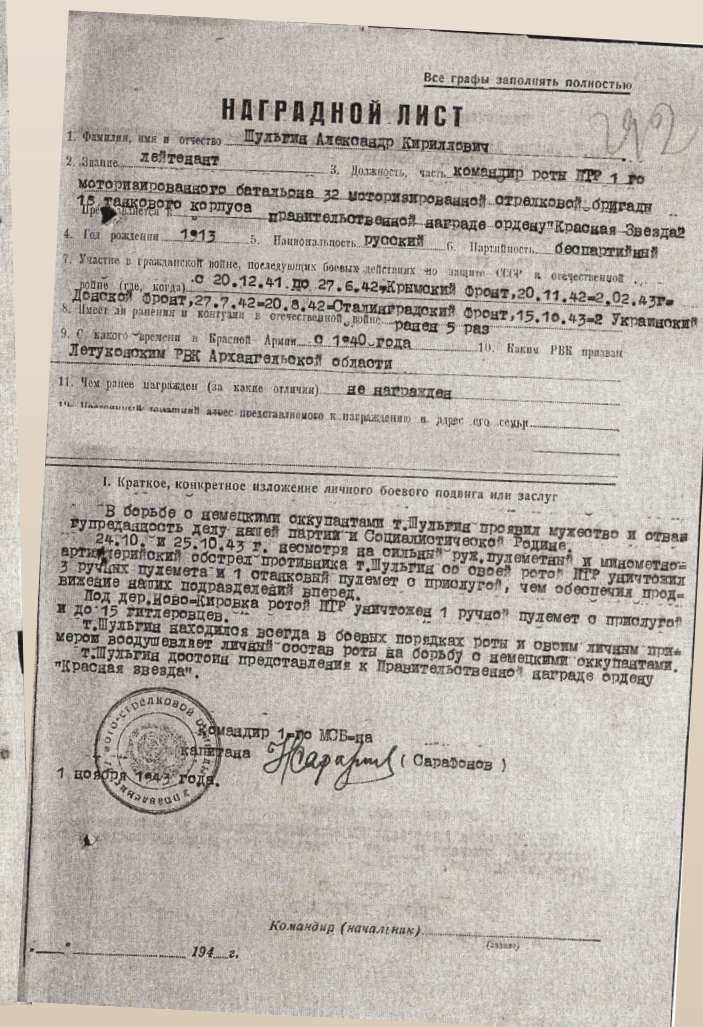 Все графы заполнять полностью
НАГРАДНОЙ ЛИСТ
1. Фамилия, имя и отчество Шульгин Александр Кириллович
2. Звание лейтенант 3. Должность, часть командир роты ПТР 1 го
моторизированного батальона 32 моторизированной стрелковой бригады
танкового корпуса
правительственной награде ордену "Красная Звезда"
4. Год рождения 1913 5. Национальность русский 6. Партийность беспартийный
7. Участие в гражданской войне, последующих боевых действиях по защите СССР и отечественной
войне (где, когда) с 20.12.41 по 27.6.42-Крымский Фронт, 20.11.42=2.02.43г=
Донской Фронт, 27.7.42=20.8.42=Сталинградский Фронт, 15.10.43=2 Украинский
8. Имеет ли ранения и контузии в отечественной войне ранен 5 раз
9. С какого времени в Красной Армии с 1940 года 10. Каким РВК призван
Летуконским РВК Архангельской области
11. Чем ранее награжден (за какие отличия) не награжден
12. Постоянный домашний адрес представляемого к награждению и адрес его семьи
I. Краткое, конкретное изложение личного боевого подвига или заслуг
В борьбе с немецкими оккупантами т.Шульгин проявил мужество и отвагу
преданность делу нашей партии и Социалистической Родине.
24.10. и 25.10.43 г. несмотря на сильный руж.пулеметный и минометно=
артиллерийский обстрел противника т.Шульгин со своей ротой ПТР уничтожил
3 ручных пулемета и 1 станковый пулемет с прислугой, чем обеспечил прод=
вижение наших подразделений вперед.
Под дер.Ново=Кировка ротой ПТР уничтожен 1 ручной пулемет с прислугой
и до 15 гитлеровцев.
т.Шульгин находился всегда в боевых порядках роты и своим личным при=
мером воодушевляет личный состав роты на борьбу с немецкими оккупантами.
т.Шульгин достоин представления к Правительственной награде ордену
"Красная звезда".
Командир 1=го МСБ=на
капитана (Сарафонов)
1 ноября 1943 года.
Командир (начальник)
(звание)
"__" 194 г.